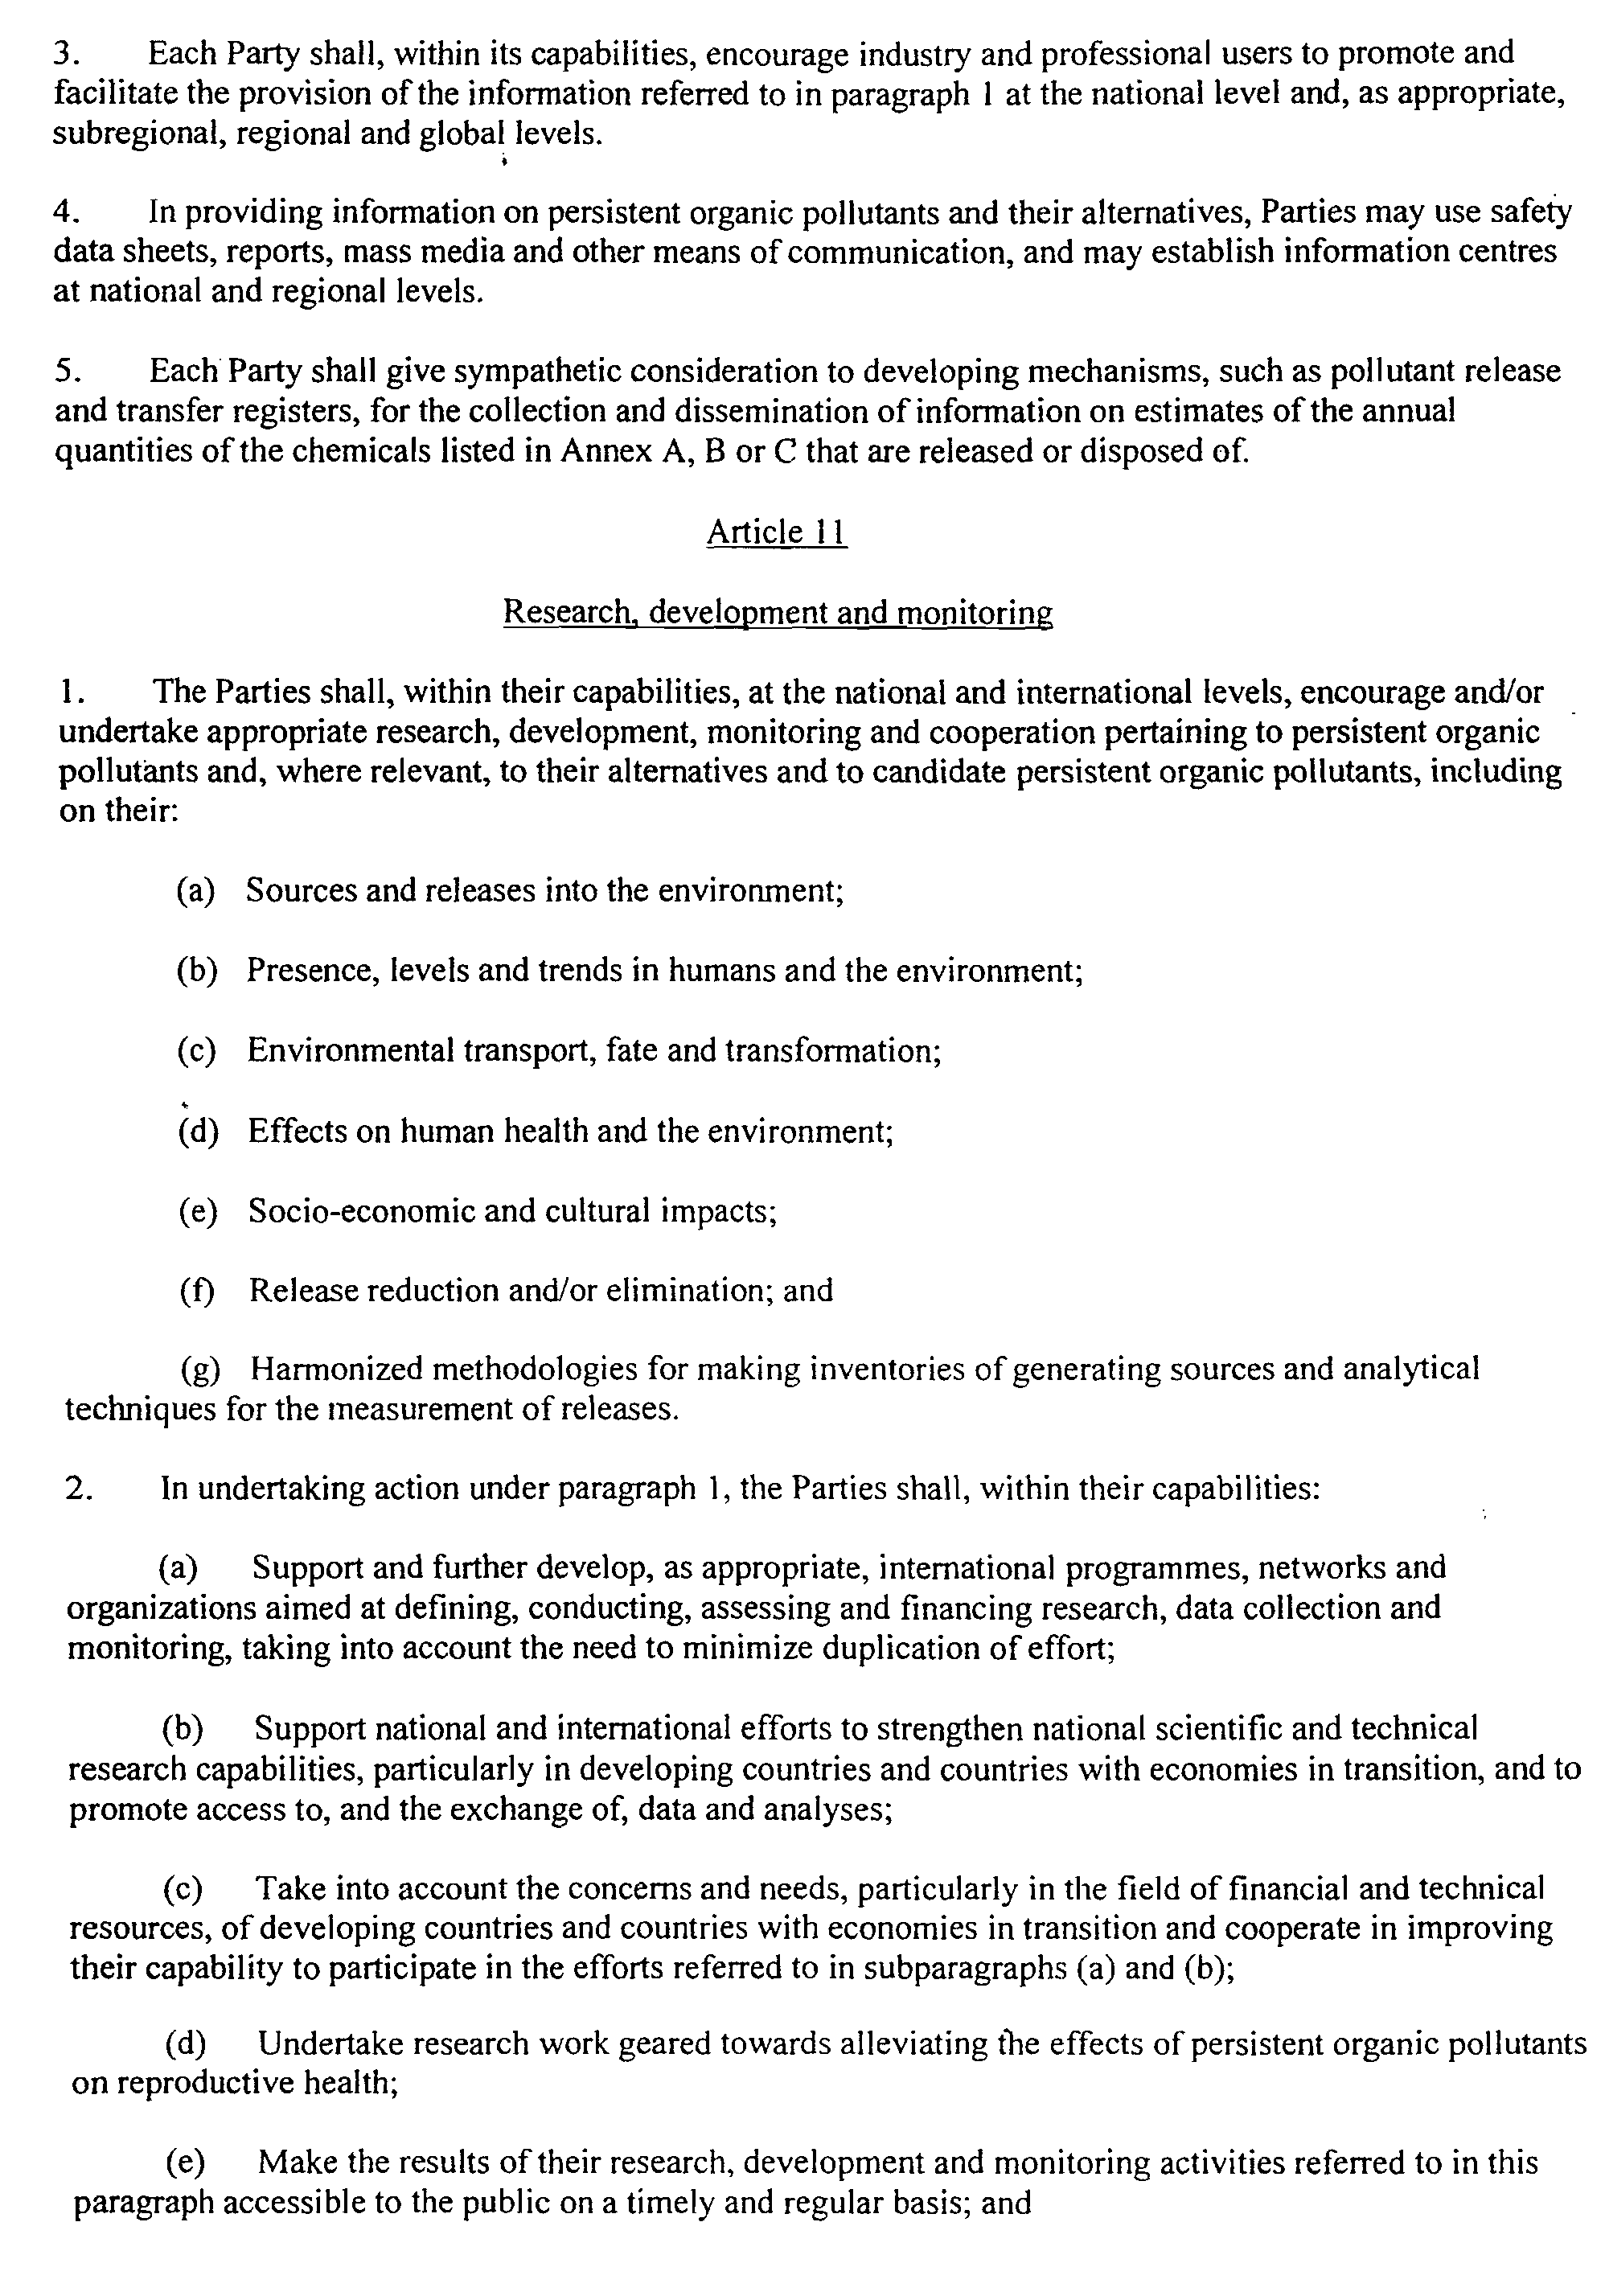 3. Each Party shall, within its capabilities, encourage industry and professional users to promote and
facilitate the provision of the information referred to in paragraph 1 at the national level and, as appropriate,
subregional, regional and global levels.
4. In providing information on persistent organic pollutants and their alternatives, Parties may use safety
data sheets, reports, mass media and other means of communication, and may establish information centres
at national and regional levels.
5. Each Party shall give sympathetic consideration to developing mechanisms, such as pollutant release
and transfer registers, for the collection and dissemination of information on estimates of the annual
quantities of the chemicals listed in Annex A, B or C that are released or disposed of.
Article 11
Research, development and monitoring
1. The Parties shall, within their capabilities, at the national and international levels, encourage and/or
undertake appropriate research, development, monitoring and cooperation pertaining to persistent organic
pollutants and, where relevant, to their alternatives and to candidate persistent organic pollutants, including
on their:
(a) Sources and releases into the environment;
(b) Presence, levels and trends in humans and the environment;
(c) Environmental transport, fate and transformation;
(d) Effects on human health and the environment;
(e) Socio-economic and cultural impacts;
(f) Release reduction and/or elimination; and
(g) Harmonized methodologies for making inventories of generating sources and analytical
techniques for the measurement of releases.
2. In undertaking action under paragraph 1, the Parties shall, within their capabilities:
(a) Support and further develop, as appropriate, international programmes, networks and
organizations aimed at defining, conducting, assessing and financing research, data collection and
monitoring, taking into account the need to minimize duplication of effort;
(b) Support national and international efforts to strengthen national scientific and technical
research capabilities, particularly in developing countries and countries with economies in transition, and to
promote access to, and the exchange of, data and analyses;
(c) Take into account the concerns and needs, particularly in the field of financial and technical
resources, of developing countries and countries with economies in transition and cooperate in improving
their capability to participate in the efforts referred to in subparagraphs (a) and (b);
(d) Undertake research work geared towards alleviating the effects of persistent organic pollutants
on reproductive health;
(e) Make the results of their research, development and monitoring activities referred to in this
paragraph accessible to the public on a timely and regular basis; and